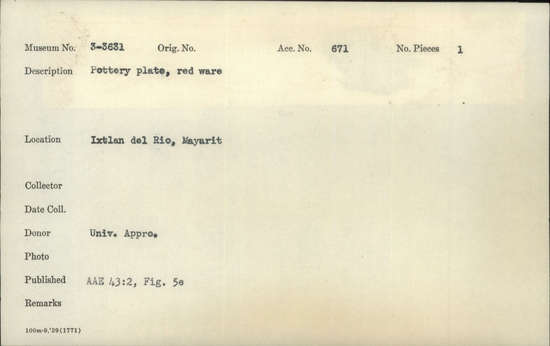 Museum No. 3-3631 Orig. No. Acc. No. 671 No. Pieces 1
Description Pottery plate, red ware
Location Ixtlan del Rio, Mayarit
Collector
Date Coll.
Donor Univ. Appro.
Photo
Published AAE 43:2, Fig. 5e
Remarks
100m-9,'39(1771)